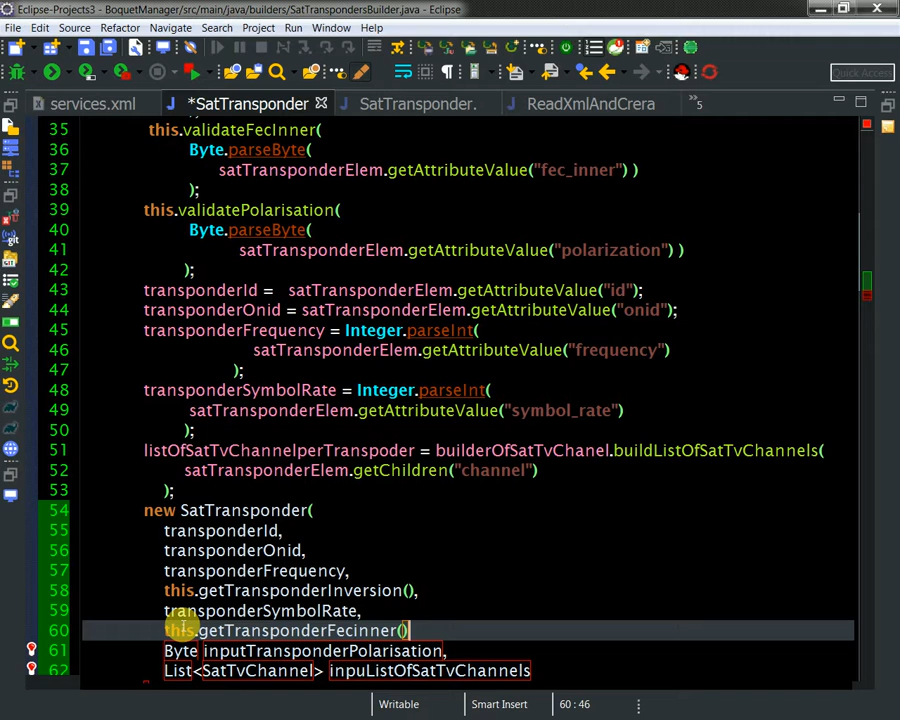 Eclipse-Projects3 - BoquetManager/src/main/java/builders/SatTranspondersBuilder.java - Eclipse
File Edit Source Refactor Navigate Search Project Run Window Help
Quick Access
services.xml *SatTransponder SatTransponder. ReadXmlAndCrera »5
35 this.validateFecInner(
36 Byte.parseByte(
37 satTransponderElem.getAttributeValue("fec_inner") )
38 );
39 this.validatePolarisation(
40 Byte.parseByte(
41 satTransponderElem.getAttributeValue("polarization") )
42 );
43 transponderId = satTransponderElem.getAttributeValue("id");
44 transponderOnid = satTransponderElem.getAttributeValue("onid");
45 transponderFrequency = Integer.parseInt(
46 satTransponderElem.getAttributeValue("frequency")
47 );
48 transponderSymbolRate = Integer.parseInt(
49 satTransponderElem.getAttributeValue("symbol_rate")
50 );
51 listOfSatTvChannelperTranspoder = builderOfSatTvChanel.buildListOfSatTvChannels(
52 satTransponderElem.getChildren("channel")
53 );
54 new SatTransponder(
55 transponderId,
56 transponderOnid,
57 transponderFrequency,
58 this.getTransponderInversion(),
59 transponderSymbolRate,
60 this.getTransponderFecinner()
61 Byte inputTransponderPolarisation,
62 List<SatTvChannel> inpuListOfSatTvChannels
Writable Smart Insert 60 : 46